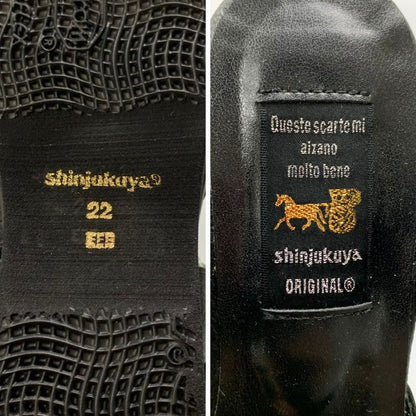 shinjukuya®
22
EEE
Queste scarte mi
aizano
molto bene
shinjukuya
ORIGINAL®